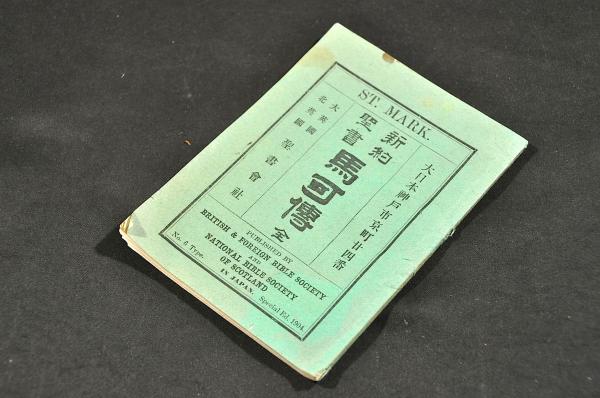 ST. MARK.
大日本神戸市京町廿四番
新約
聖書
馬可傳 全
大英國
北英國
聖書會社
PUBLISHED BY
BRITISH & FOREIGN BIBLE SOCIETY
AND
NATIONAL BIBLE SOCIETY
OF SCOTLAND
IN JAPAN.
No. 6 Type.
Special Ed. 1904.